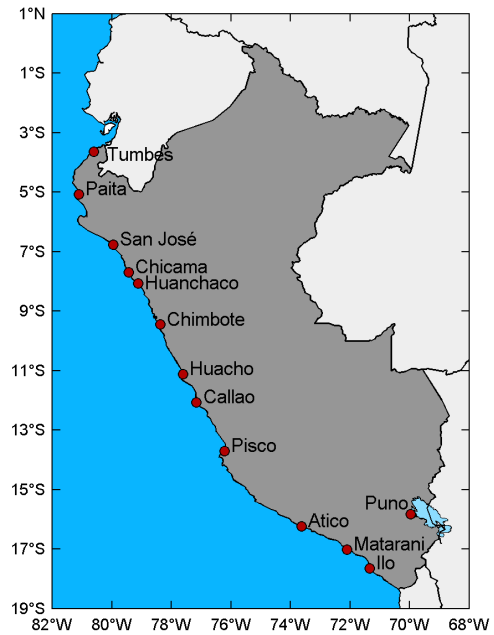 1°N
1°S
3°S
Tumbes
5°S
Paita
San José
7°S
Chicama
Huanchaco
9°S
Chimbote
11°S
Huacho
Callao
13°S
Pisco
15°S
Puno
Atico
17°S
Matarani
Ilo
19°S
82°W 80°W 78°W 76°W 74°W 72°W 70°W 68°W